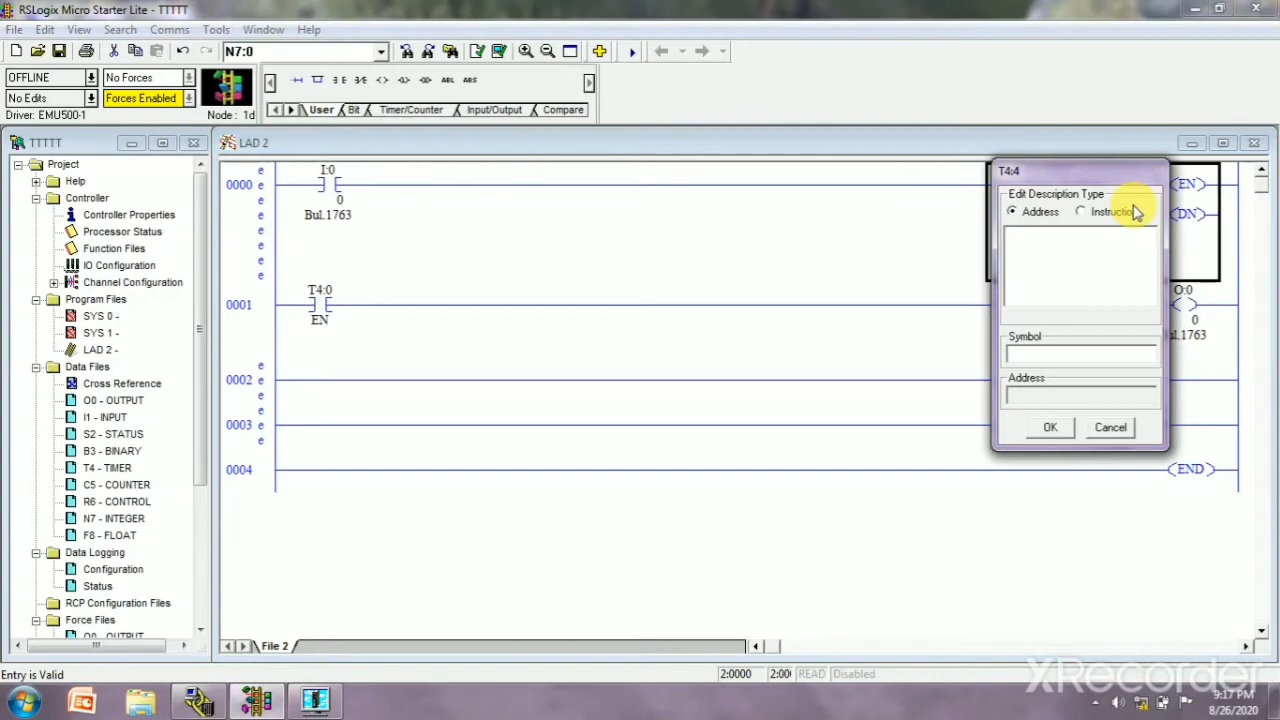 RSLogix Micro Starter Lite - TTTTT
File Edit View Search Comms Tools Window Help
N7:0
OFFLINE No Forces
No Edits Forces Enabled
Driver: EMU500-1 Node : 1d
User Bit Timer/Counter Input/Output Compare
TTTTT
Project
Help
Controller
Controller Properties
Processor Status
Function Files
IO Configuration
Channel Configuration
Program Files
SYS 0 -
SYS 1 -
LAD 2 -
Data Files
Cross Reference
O0 - OUTPUT
I1 - INPUT
S2 - STATUS
B3 - BINARY
T4 - TIMER
C5 - COUNTER
R6 - CONTROL
N7 - INTEGER
F8 - FLOAT
Data Logging
Configuration
Status
RCP Configuration Files
Force Files
O0 - OUTPUT
LAD 2
e
I:0
0000 e
e 0
e Bul.1763
e
e
e
T4:0 O:0
0001
EN 0
ul.1763
e
0002 e
e
e
0003 e
e
0004 END
EN
DN
T4:4
Edit Description Type
Address Instruction
Symbol
Address
OK Cancel
File 2
Entry is Valid 2:0000 2:00 READ Disabled
XRecorder
9:17 PM
8/26/2020